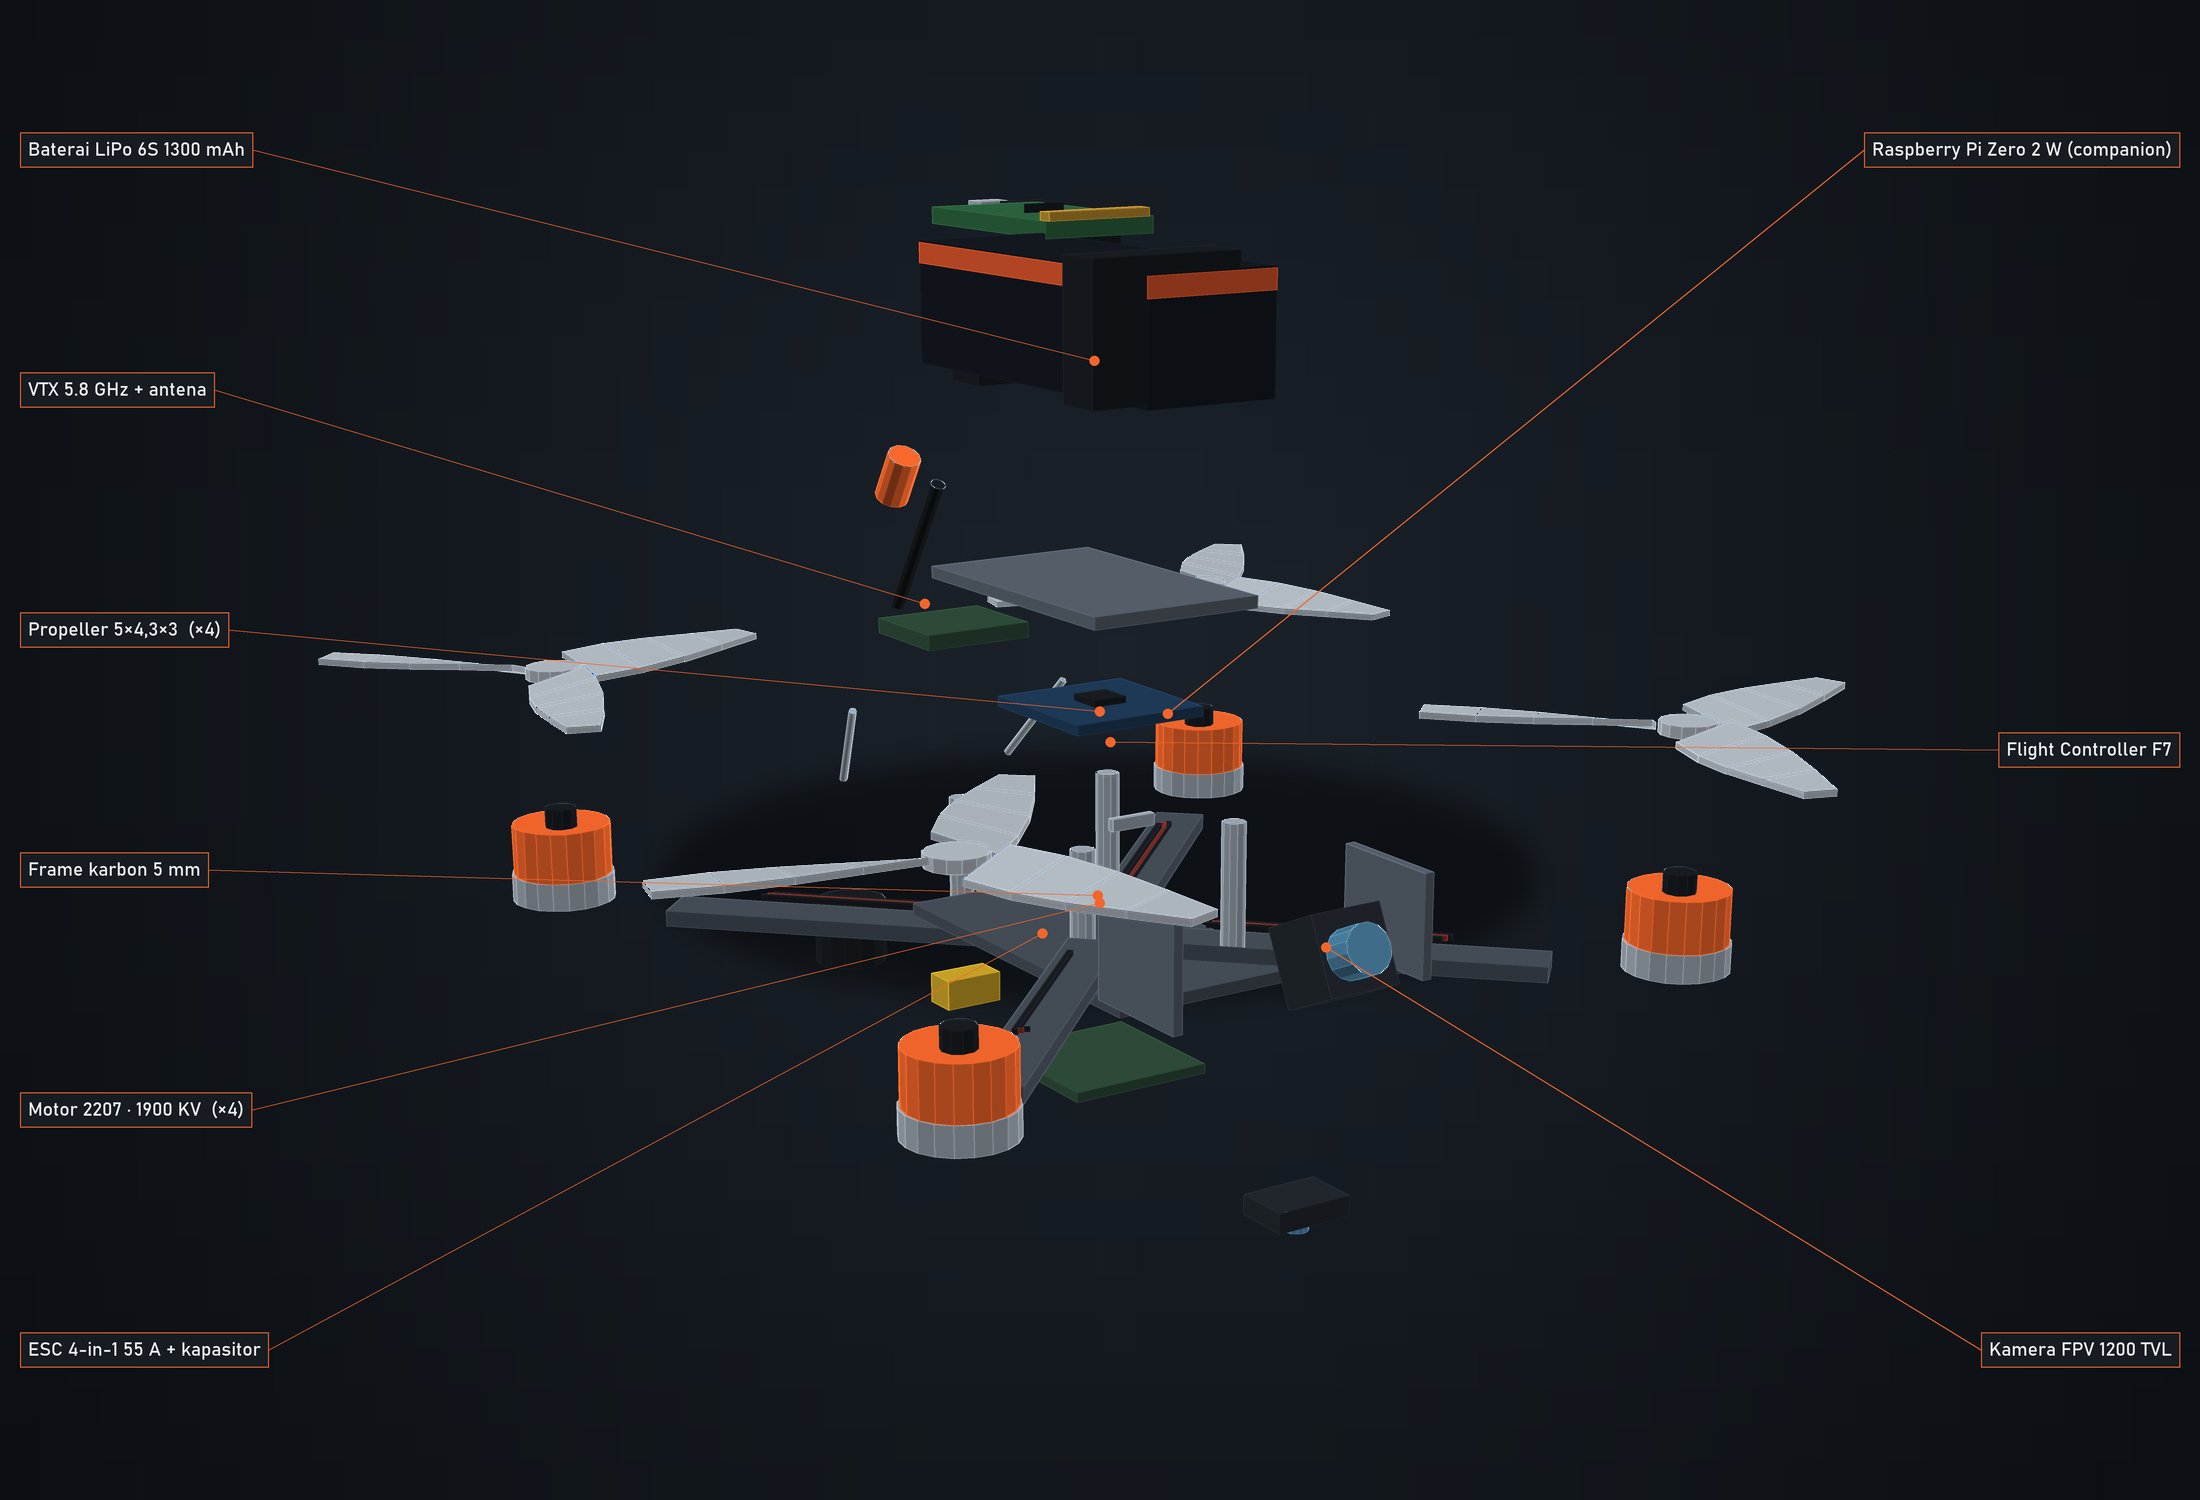 Baterai LiPo 6S 1300 mAh
Raspberry Pi Zero 2 W (companion)
VTX 5.8 GHz + antena
Propeller 5×4,3×3 (×4)
Flight Controller F7
Frame karbon 5 mm
Motor 2207 · 1900 KV (×4)
ESC 4-in-1 55 A + kapasitor
Kamera FPV 1200 TVL